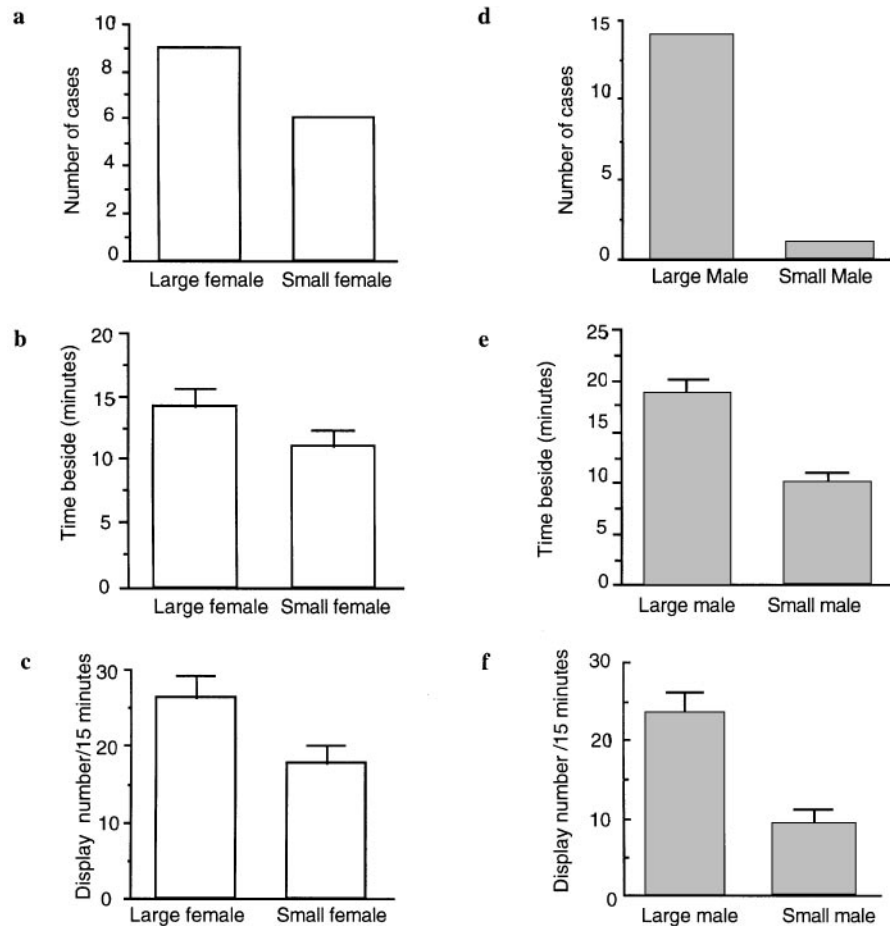 a
Number of cases
10
8
6
4
2
0
Large female Small female
d
Number of cases
15
10
5
0
Large Male Small Male
b
Time beside (minutes)
20
15
10
5
0
Large female Small female
e
Time beside (minutes)
25
20
15
10
5
0
Large male Small male
c
Display number/15 minutes
30
20
10
0
Large female Small female
f
Display number /15 minutes
30
20
10
0
Large male Small male